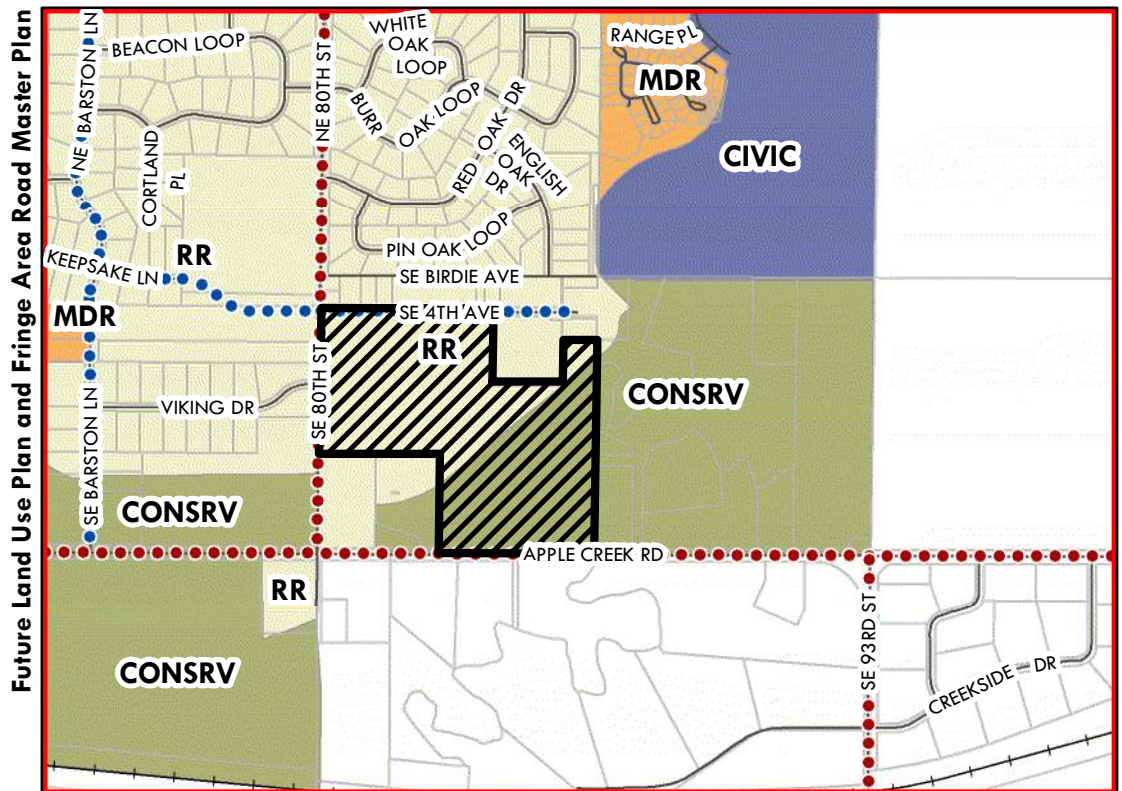 Future Land Use Plan and Fringe Area Road Master Plan
NE BARSTON LN
BEACON LOOP
NE 80TH ST
WHITE
OAK
LOOP
RANGE PL
MDR
BURR
OAK LOOP
RED OAK DR
ENGLISH
OAK
DR
CIVIC
CORTLAND
PL
PIN OAK LOOP
KEEPSAKE LN
RR
SE BIRDIE AVE
MDR
SE 4TH AVE
RR
SE 80TH ST
CONSRV
VIKING DR
SE BARSTON LN
CONSRV
APPLE CREEK RD
RR
SE 93RD ST
CONSRV
CREEKSIDE DR